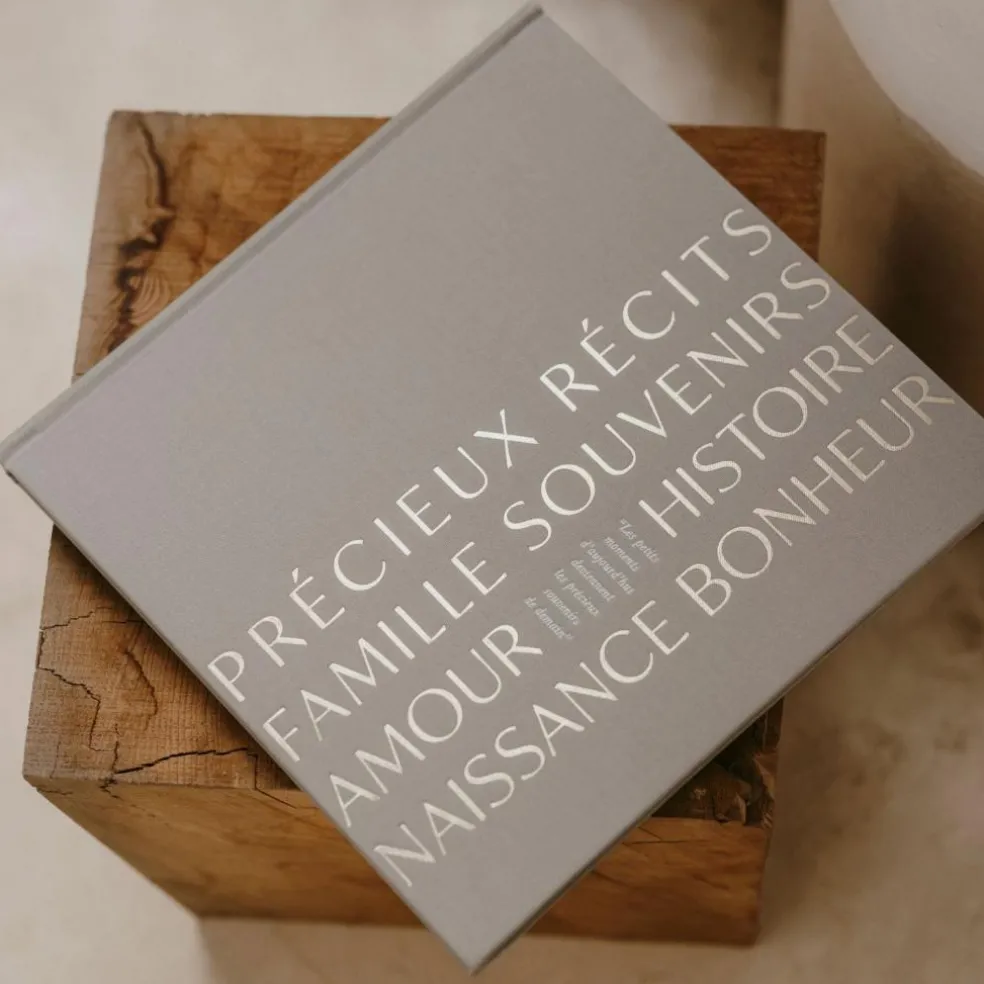 PRÉCIEUX RÉCITS
FAMILLE SOUVENIRS
AMOUR
"Les petits
moments
d'aujourd'hui
deviennent
les précieux
souvenirs
de demain"
HISTOIRE
NAISSANCE BONHEUR